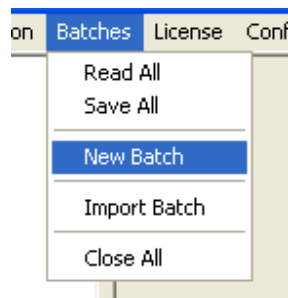 on Batches License Conf
Read All
Save All
New Batch
Import Batch
Close All